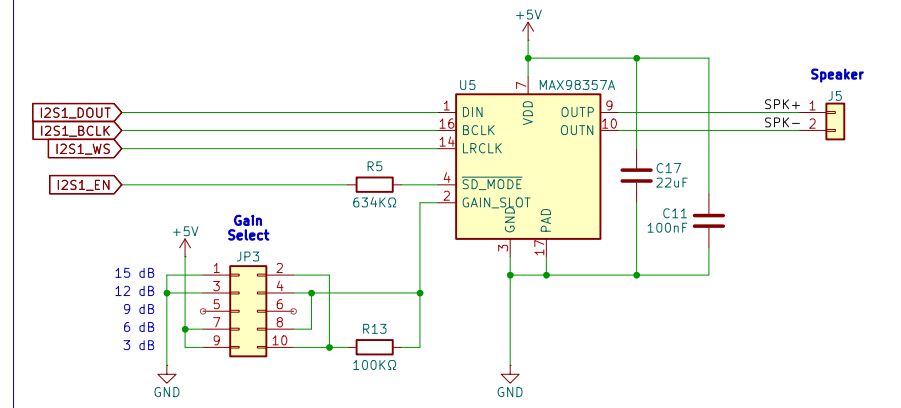 +5V
Speaker
U5
MAX98357A
J5
7
VDD
I2S1_DOUT
1
DIN
OUTP
9
SPK+
1
I2S1_BCLK
16
BCLK
OUTN
10
SPK-
2
I2S1_WS
14
LRCLK
R5
C17
22uF
I2S1_EN
634KΩ
4
SD_MODE
2
GAIN_SLOT
GND
PAD
3
17
C11
100nF
Gain
Select
+5V
JP3
15 dB
1
2
12 dB
3
4
9 dB
5
6
6 dB
7
8
3 dB
9
10
R13
100KΩ
GND
GND